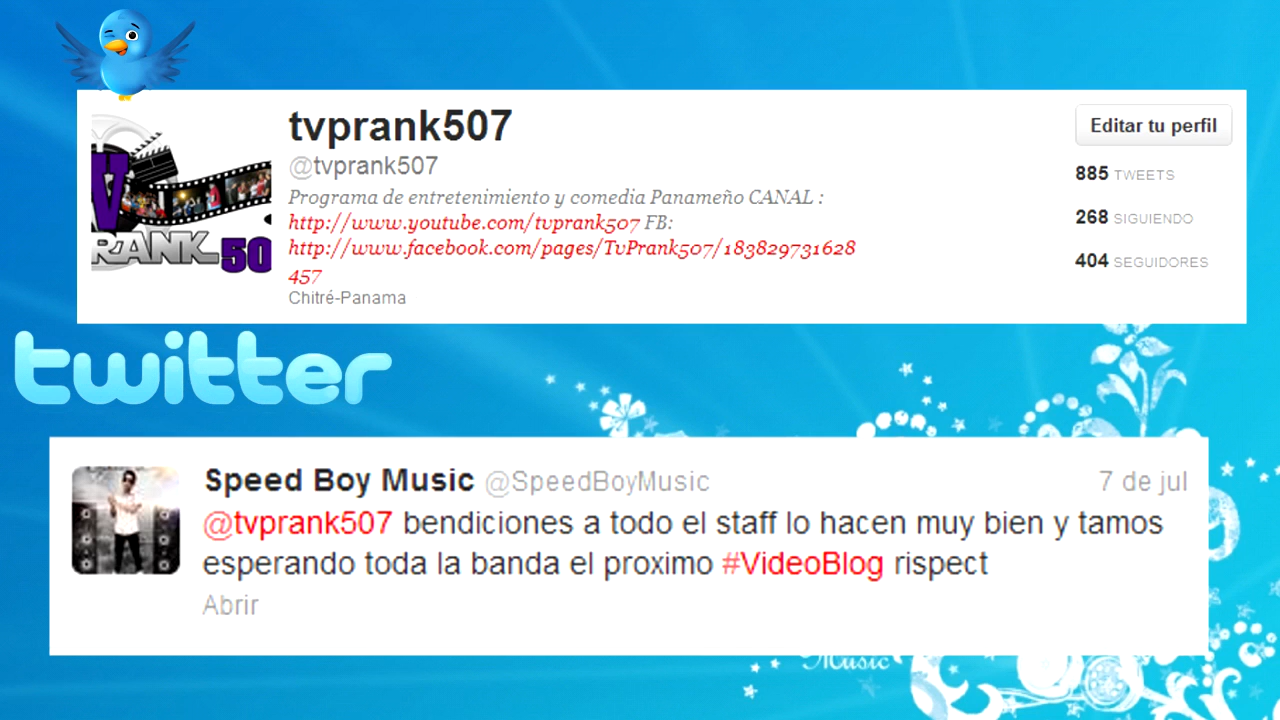 tvprank507
@tvprank507
Programa de entretenimiento y comedia Panameño CANAL :
http://www.youtube.com/tvprank507 FB:
http://www.facebook.com/pages/TvPrank507/183829731628
457
Chitré-Panama
Editar tu perfil
885 TWEETS
268 SIGUIENDO
404 SEGUIDORES
V
RANK 50
twitter
Speed Boy Music @SpeedBoyMusic 7 de jul
@tvprank507 bendiciones a todo el staff lo hacen muy bien y tamos
esperando toda la banda el proximo #VideoBlog rispect
Abrir
Music